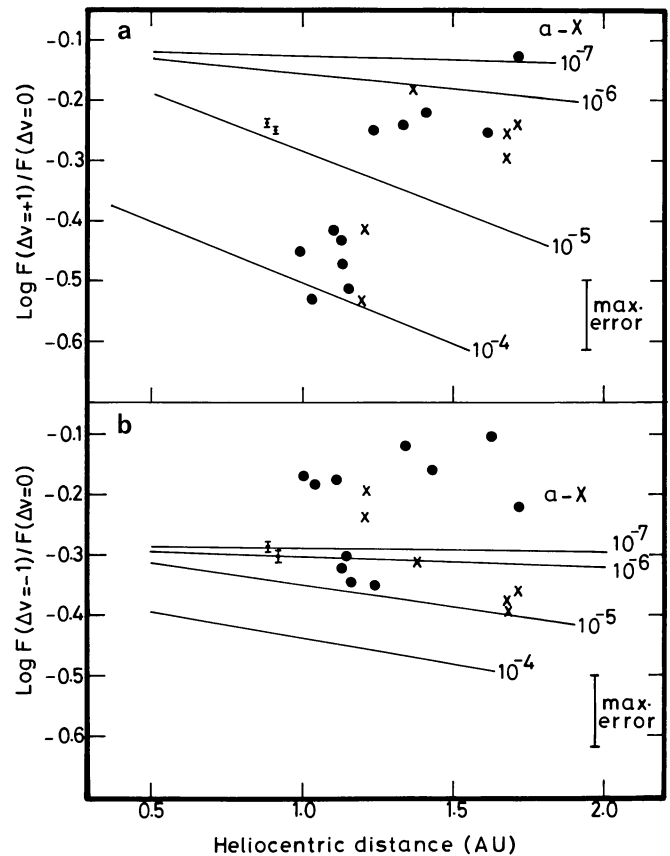 a
a-X
-0.1
10⁻⁷
10⁻⁶
-0.2
-0.3
10⁻⁵
-0.4
-0.5
max.
error
-0.6
10⁻⁴
Log F(Δv=+1)/F(Δv=0)
b
-0.1
a-X
-0.2
10⁻⁷
-0.3
10⁻⁶
10⁻⁵
-0.4
10⁻⁴
-0.5
max.
error
-0.6
Log F(Δv=-1)/F(Δv=0)
0.5 1.0 1.5 2.0
Heliocentric distance (AU)